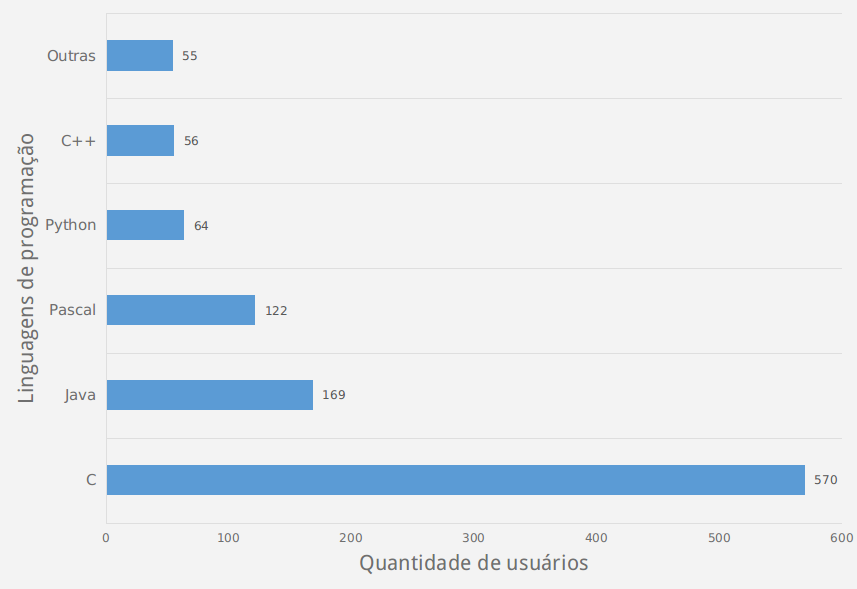 Linguagens de programação
Outras 55
C++ 56
Python 64
Pascal 122
Java 169
C 570
0 100 200 300 400 500 600
Quantidade de usuários